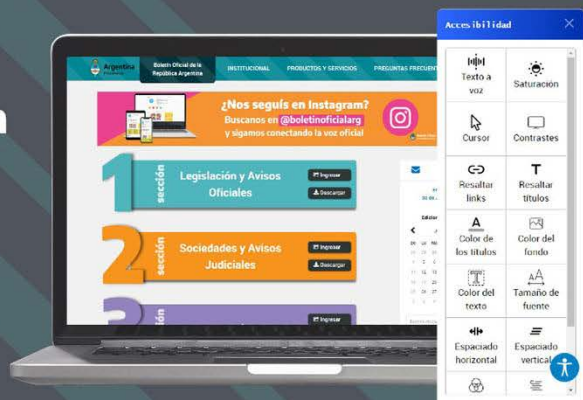 Argentina
Boletín Oficial de la
República Argentina
INSTITUCIONAL
PRODUCTOS Y SERVICIOS
PREGUNTAS FRECUENT
¿Nos seguís en Instagram?
Buscanos en @boletinoficialarg
y sigamos conectando la voz oficial
1
sección
Legislación y Avisos
Oficiales
Ingresar
Descargar
2
sección
Sociedades y Avisos
Judiciales
Ingresar
Descargar
sección
Ingresar
Accesibilidad
Texto a
voz
Saturación
Cursor
Contrastes
Resaltar
links
Resaltar
títulos
Color de
los títulos
Color del
fondo
Color del
texto
Tamaño de
fuente
Espaciado
horizontal
Espaciado
vertical